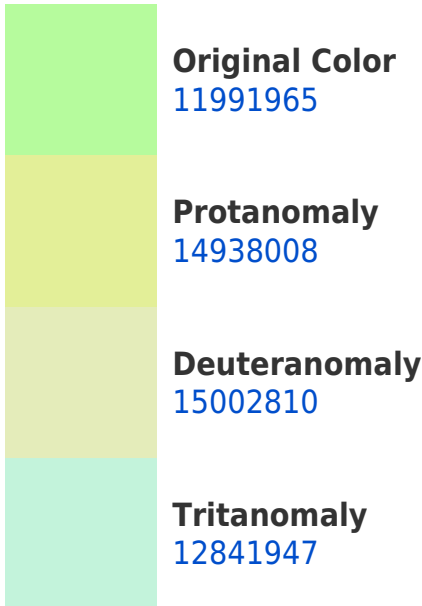 Original Color
11991965
Protanomaly
14938008
Deuteranomaly
15002810
Tritanomaly
12841947